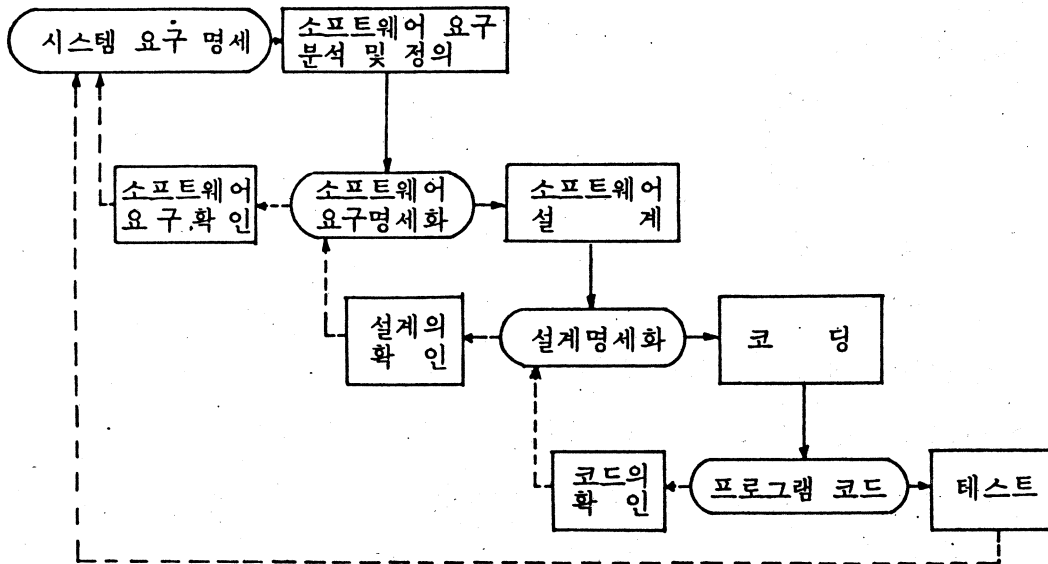 시스템 요구 명세
소프트웨어 요구
분석 및 정의
소프트웨어
요구 확인
소프트웨어
요구명세화
소프트웨어
설 계
설계의
확 인
설계명세화
코 딩
코드의
확 인
프로그램 코드
테스트